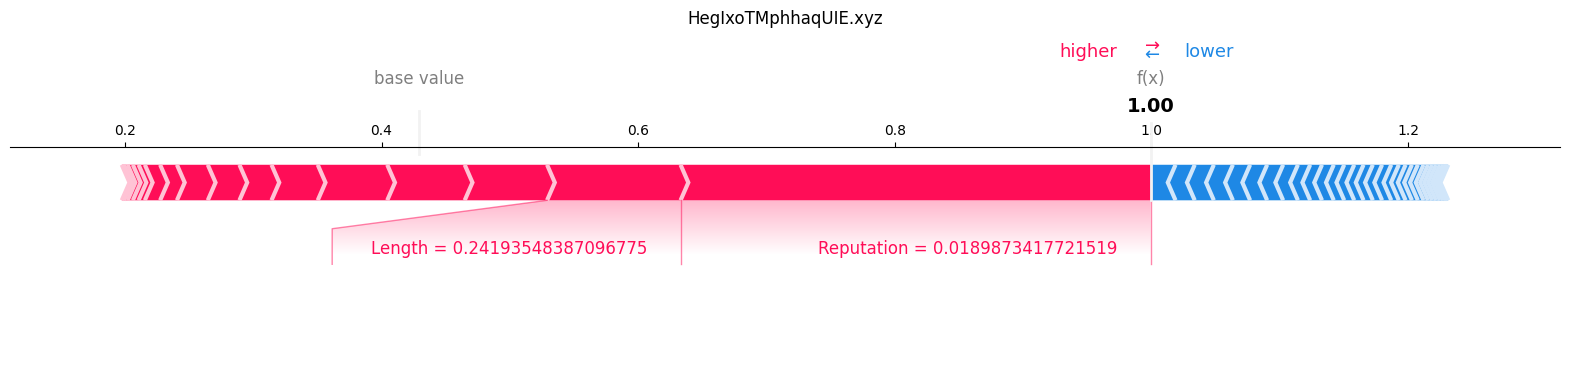 HegIxoTMphhaqUIE.xyz
higher → ← lower
base value f(x)
1.00
0.2 0.4 0.6 0.8 1 0 1.2
Length = 0.24193548387096775 Reputation = 0.0189873417721519